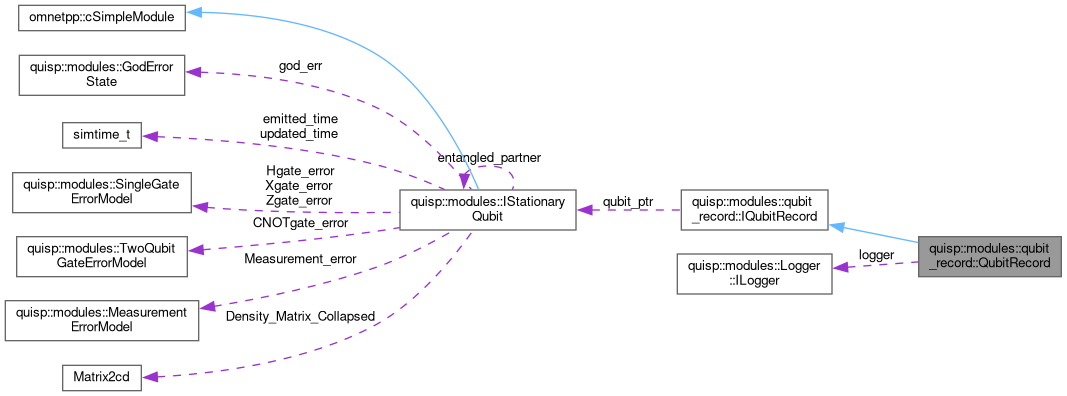 omnetpp::cSimpleModule
quisp::modules::GodError
State
god_err
simtime_t
emitted_time
updated_time
entangled_partner
quisp::modules::SingleGate
ErrorModel
Hgate_error
Xgate_error
Zgate_error
quisp::modules::IStationary
Qubit
qubit_ptr
quisp::modules::qubit
_record::IQubitRecord
quisp::modules::TwoQubit
GateErrorModel
CNOTgate_error
quisp::modules::Logger
::ILogger
logger
quisp::modules::qubit
_record::QubitRecord
Measurement_error
quisp::modules::Measurement
ErrorModel
Density_Matrix_Collapsed
Matrix2cd